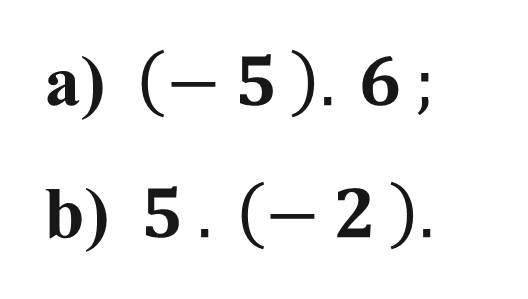 a) (– 5 ). 6 ;
b) 5 . (– 2 ).